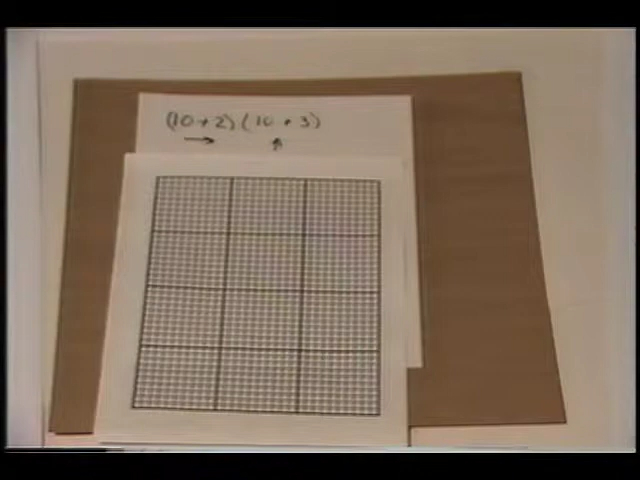 (10+2)(10+3)
→ ↑